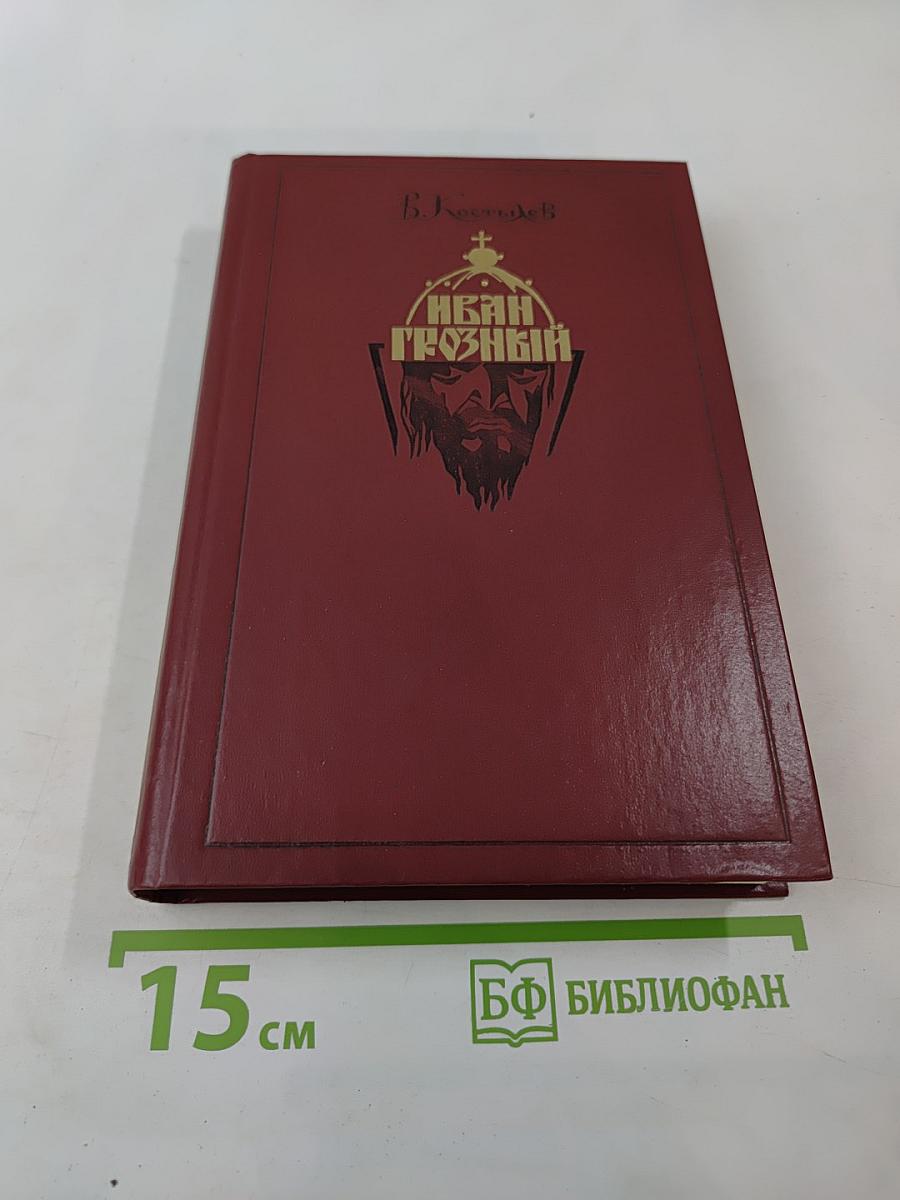 В. Костылев
ИВАН
ГРОЗНЫЙ
15 см
БФ БИБЛИОФАН